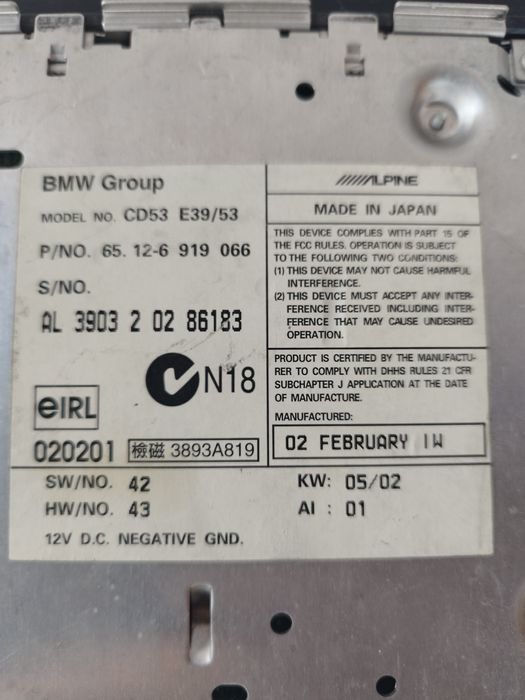 BMW Group
MODEL NO. CD53 E39/53
P/NO. 65. 12-6 919 066
S/NO.
AL 3903 2 02 86183
N18
eIRL
020201 檢磁 3893A819
ALPINE
MADE IN JAPAN
THIS DEVICE COMPLIES WITH PART 15 OF
THE FCC RULES. OPERATION IS SUBJECT
TO THE FOLLOWING TWO CONDITIONS:
(1) THIS DEVICE MAY NOT CAUSE HARMFUL
INTERFERENCE.
(2) THIS DEVICE MUST ACCEPT ANY INTER-
FERENCE RECEIVED INCLUDING INTER-
FERENCE THAT MAY CAUSE UNDESIRED
OPERATION.
PRODUCT IS CERTIFIED BY THE MANUFACTU-
RER TO COMPLY WITH DHHS RULES 21 CFR
SUBCHAPTER J APPLICATION AT THE DATE
OF MANUFACTURE.
MANUFACTURED:
02 FEBRUARY 1W
SW/NO. 42
HW/NO. 43
12V D.C. NEGATIVE GND.
KW: 05/02
AI : 01